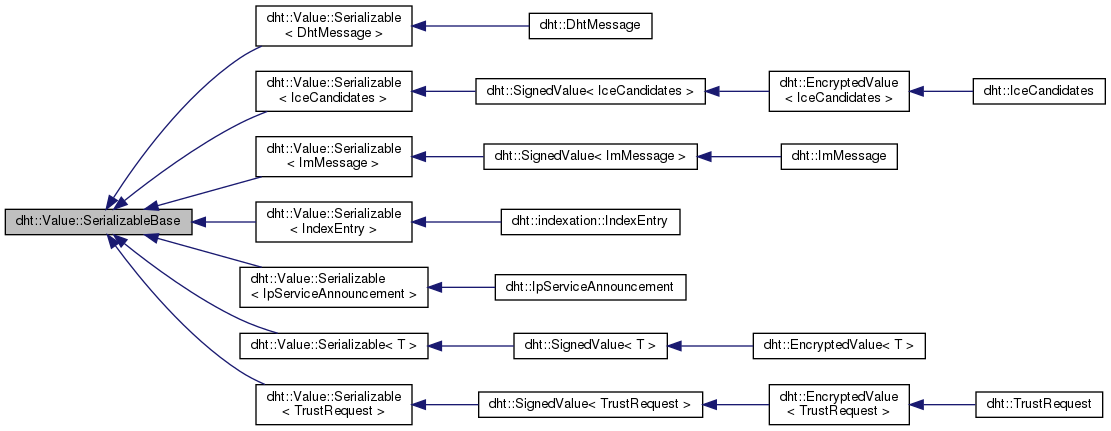 dht::Value::Serializable
< DhtMessage >
dht::DhtMessage
dht::Value::Serializable
< IceCandidates >
dht::SignedValue< IceCandidates >
dht::EncryptedValue
< IceCandidates >
dht::IceCandidates
dht::Value::Serializable
< ImMessage >
dht::SignedValue< ImMessage >
dht::ImMessage
dht::Value::SerializableBase
dht::Value::Serializable
< IndexEntry >
dht::indexation::IndexEntry
dht::Value::Serializable
< IpServiceAnnouncement >
dht::IpServiceAnnouncement
dht::Value::Serializable< T >
dht::SignedValue< T >
dht::EncryptedValue< T >
dht::Value::Serializable
< TrustRequest >
dht::SignedValue< TrustRequest >
dht::EncryptedValue
< TrustRequest >
dht::TrustRequest